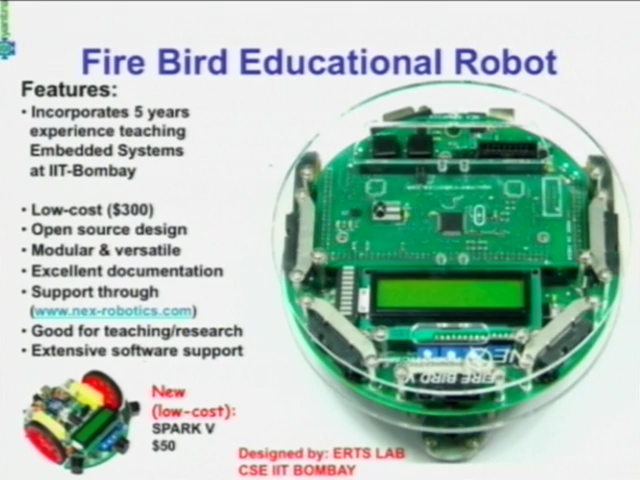 eyantra
Fire Bird Educational Robot
Features:
• Incorporates 5 years
experience teaching
Embedded Systems
at IIT-Bombay
• Low-cost ($300)
• Open source design
• Modular & versatile
• Excellent documentation
• Support through
(www.nex-robotics.com)
• Good for teaching/research
• Extensive software support
NEX
FIRE BIRD V
New
(low-cost):
SPARK V
$50
Designed by: ERTS LAB
CSE IIT BOMBAY